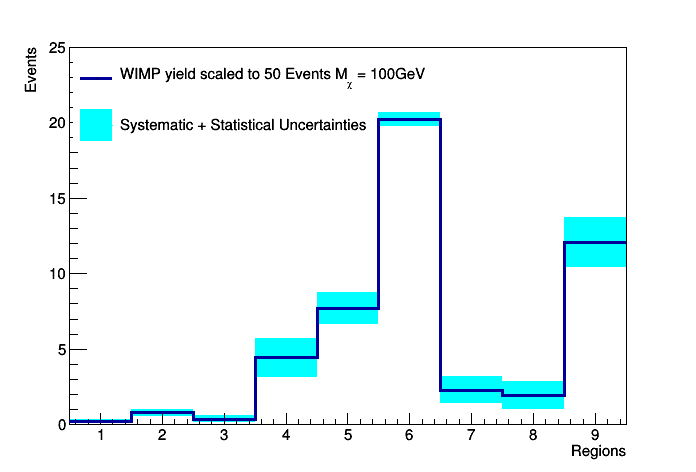 25
Events
WIMP yield scaled to 50 Events Mχ = 100GeV
Systematic + Statistical Uncertainties
20
15
10
5
0
1 2 3 4 5 6 7 8 9
Regions